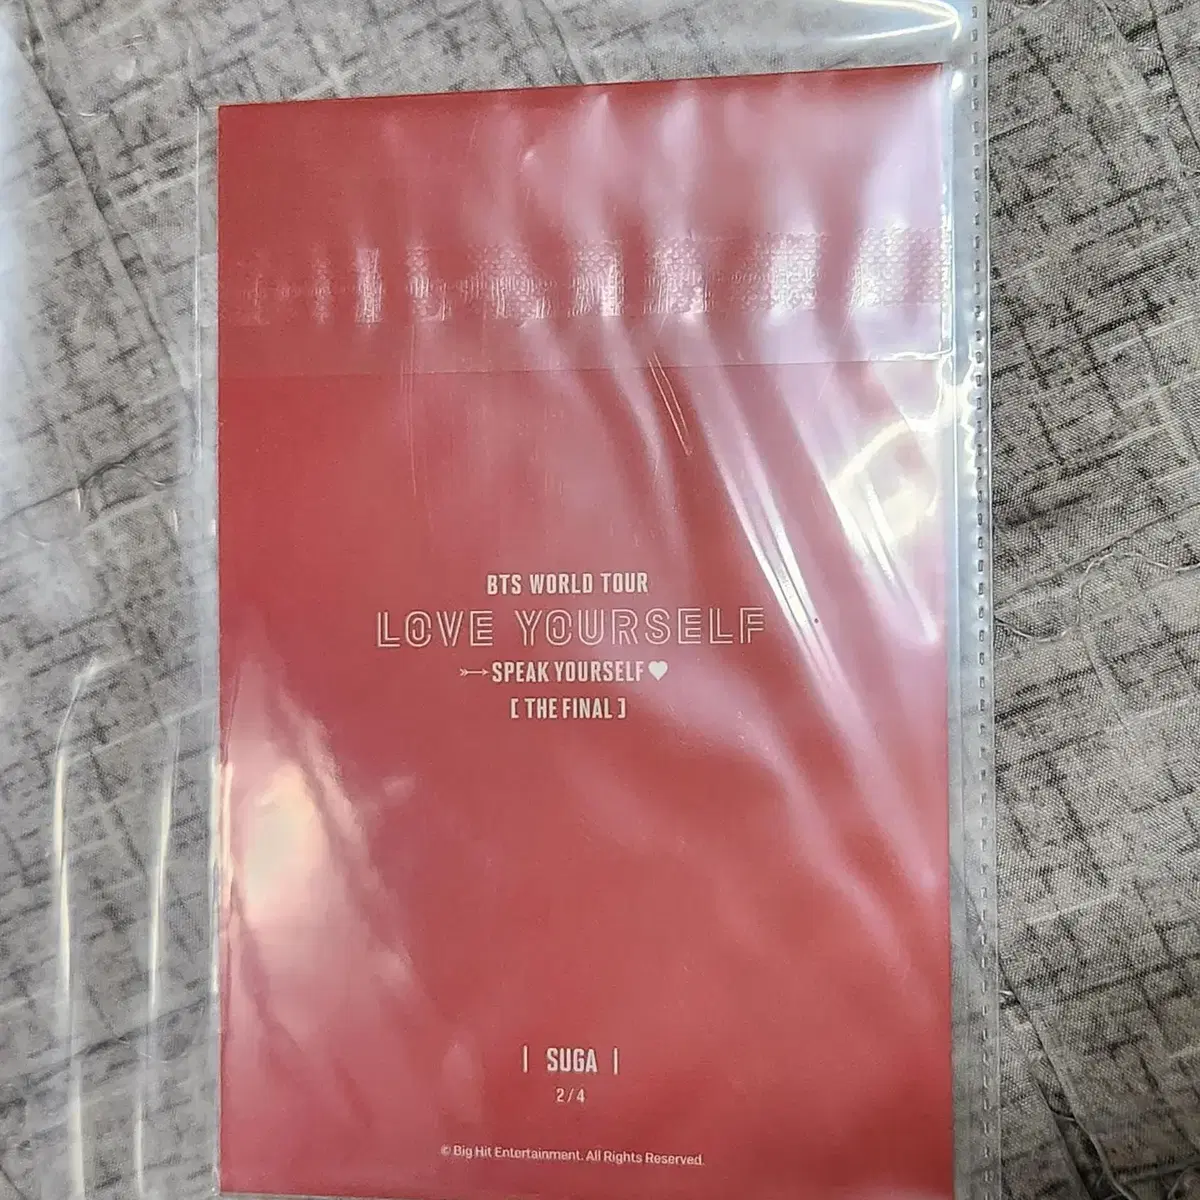 BTS WORLD TOUR
LOVE YOURSELF
SPEAK YOURSELF♥
[ THE FINAL ]
| SUGA |
2/4
© Big Hit Entertainment. All Rights Reserved.